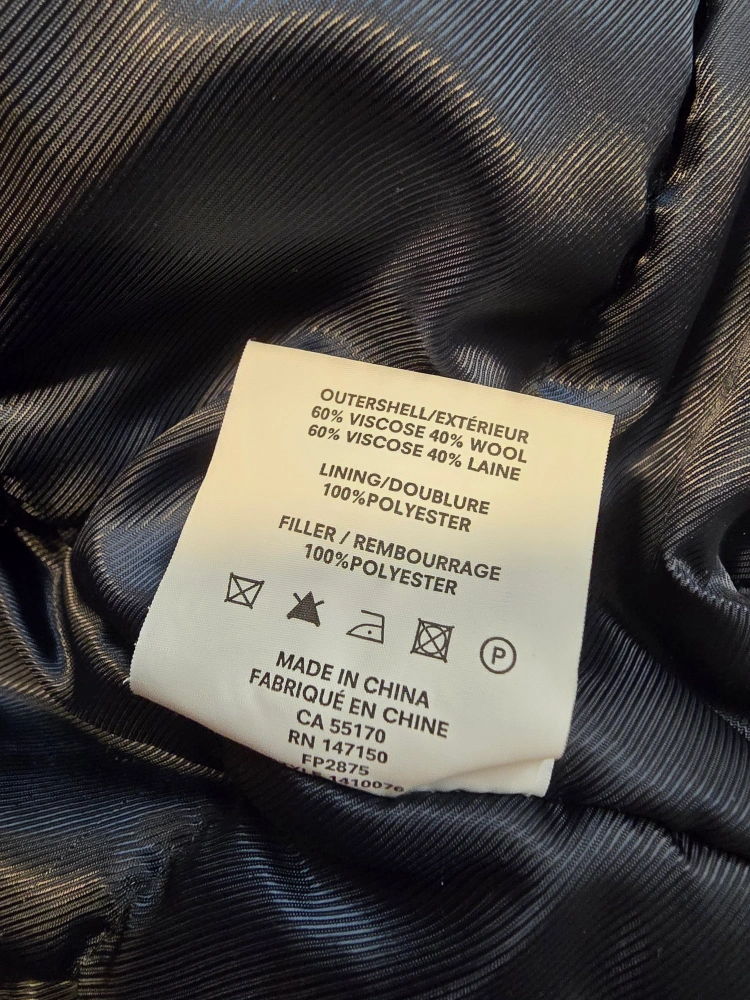 OUTERSHELL/EXTÉRIEUR
60% VISCOSE 40% WOOL
60% VISCOSE 40% LAINE
LINING/DOUBLURE
100%POLYESTER
FILLER / REMBOURRAGE
100%POLYESTER
P
MADE IN CHINA
FABRIQUÉ EN CHINE
CA 55170
RN 147150
FP2875
1410076